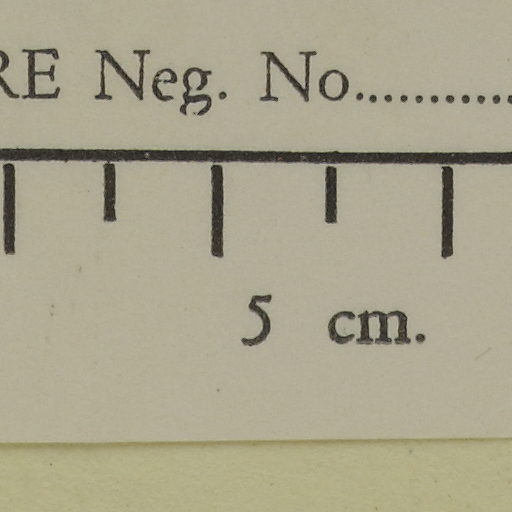 RE Neg. No............
5 cm.